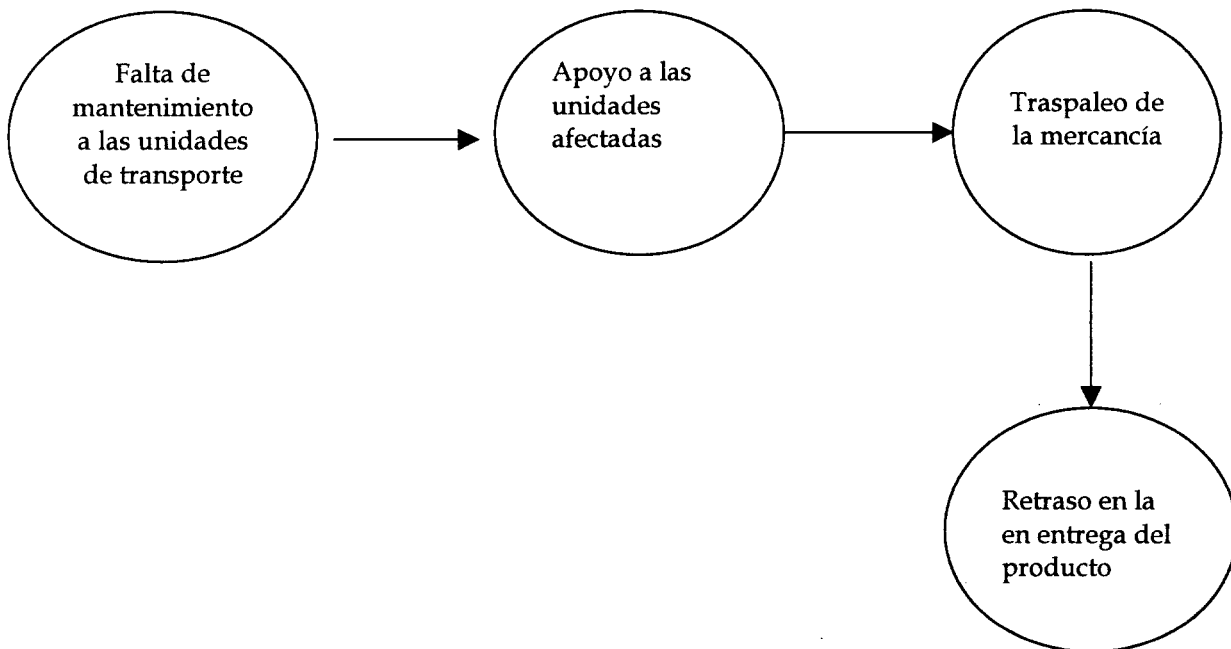 Falta de
mantenimiento
a las unidades
de transporte
Apoyo a las
unidades
afectadas
Traspaleo de
la mercancía
Retraso en la
en entrega del
producto